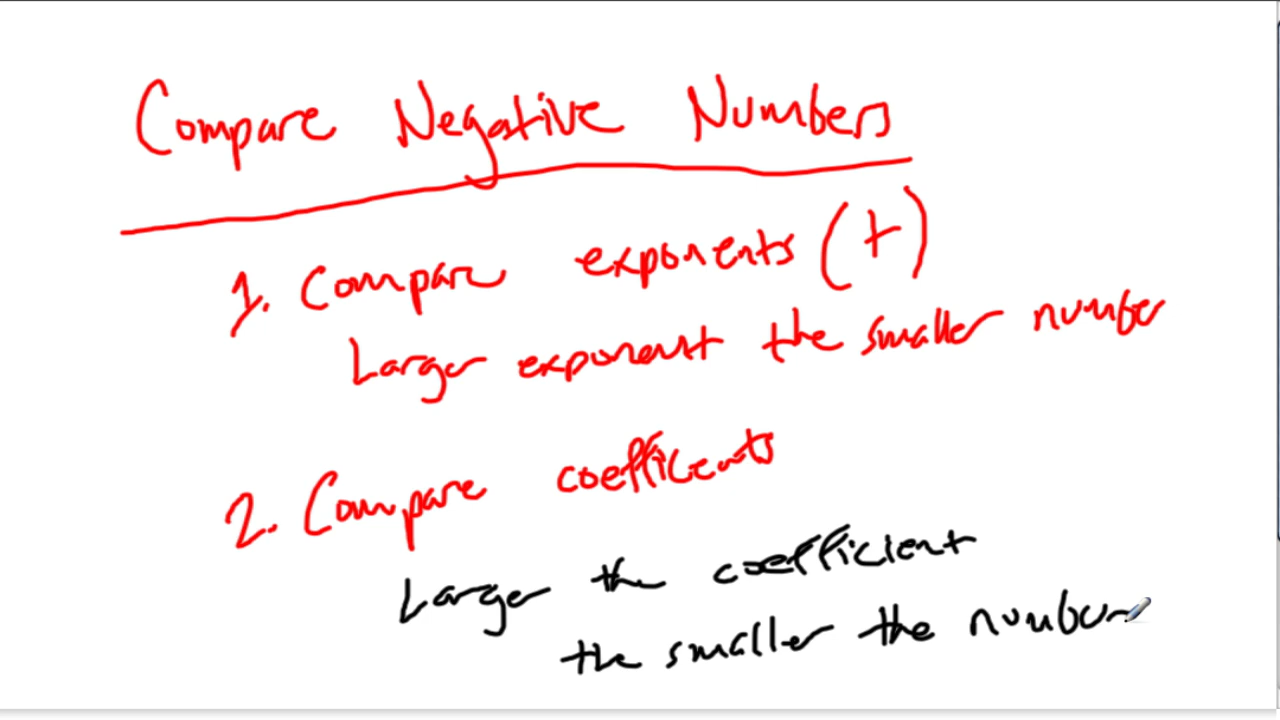 Compare Negative Numbers
1. Compare exponents (+)
Larger exponent the smaller number
2. Compare coefficents
Larger the coefficient
the smaller the number